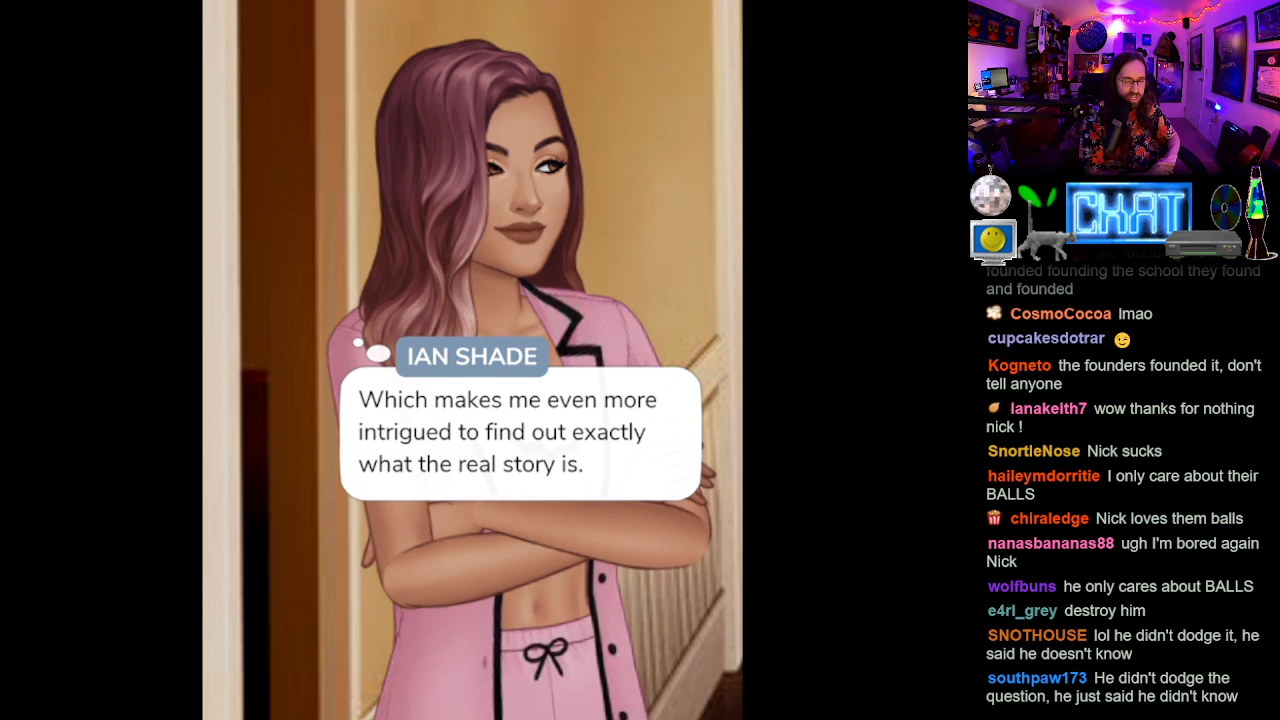 IAN SHADE
Which makes me even more
intrigued to find out exactly
what the real story is.
CHAT
founded founding the school they found
and founded
CosmoCocoa lmao
cupcakesdotrar 😉
Kogneto the founders founded it, don't
tell anyone
lanakelth7 wow thanks for nothing
nick !
SnortleNose Nick sucks
haileymdorritie I only care about their
BALLS
chiraledge Nick loves them balls
nanasbananas88 ugh I'm bored again
Nick
wolfbuns he only cares about BALLS
e4rl_grey destroy him
SNOTHOUSE lol he didn't dodge it, he
said he doesn't know
southpaw173 He didn't dodge the
question, he just said he didn't know